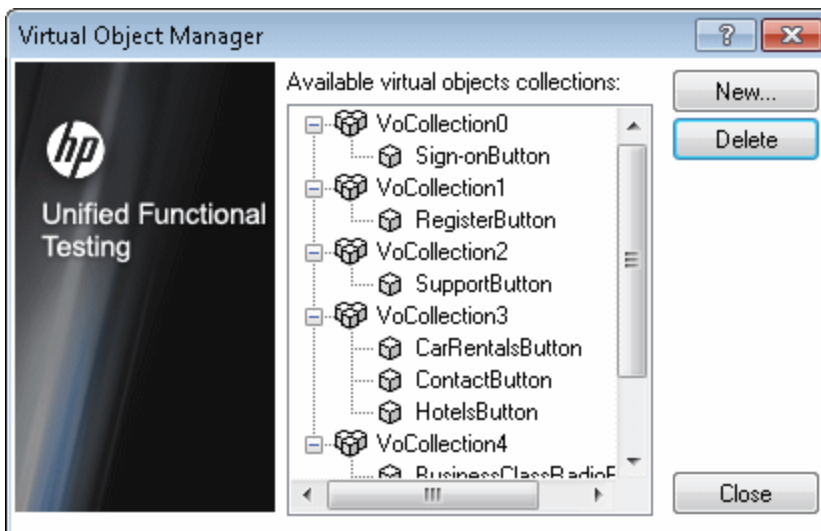 Virtual Object Manager
hp
Unified Functional
Testing
Available virtual objects collections:
VoCollection0
Sign-onButton
VoCollection1
RegisterButton
VoCollection2
SupportButton
VoCollection3
CarRentalsButton
ContactButton
HotelsButton
VoCollection4
New...
Delete
Close